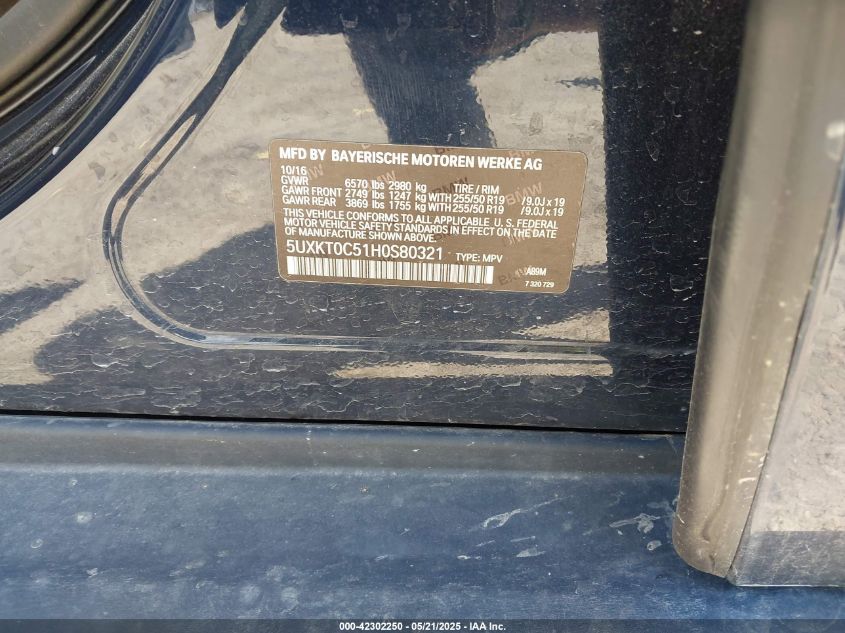 MFD BY BAYERISCHE MOTOREN WERKE AG
10/16
GVWR 6570 lbs 2980 kg TIRE / RIM
GAWR FRONT 2749 lbs 1247 kg WITH 255/50 R19 /9.0J x 19
GAWR REAR 3869 lbs 1755 kg WITH 255/50 R19 /9.0J x 19
THIS VEHICLE CONFORMS TO ALL APPLICABLE U. S. FEDERAL
MOTOR VEHICLE SAFETY STANDARDS IN EFFECT ON THE DATE
OF MANUFACTURE SHOWN ABOVE.
5UXKT0C51H0S80321 TYPE: MPV
A89M
7 320 729
000-42302250 - 05/21/2025 - IAA Inc.